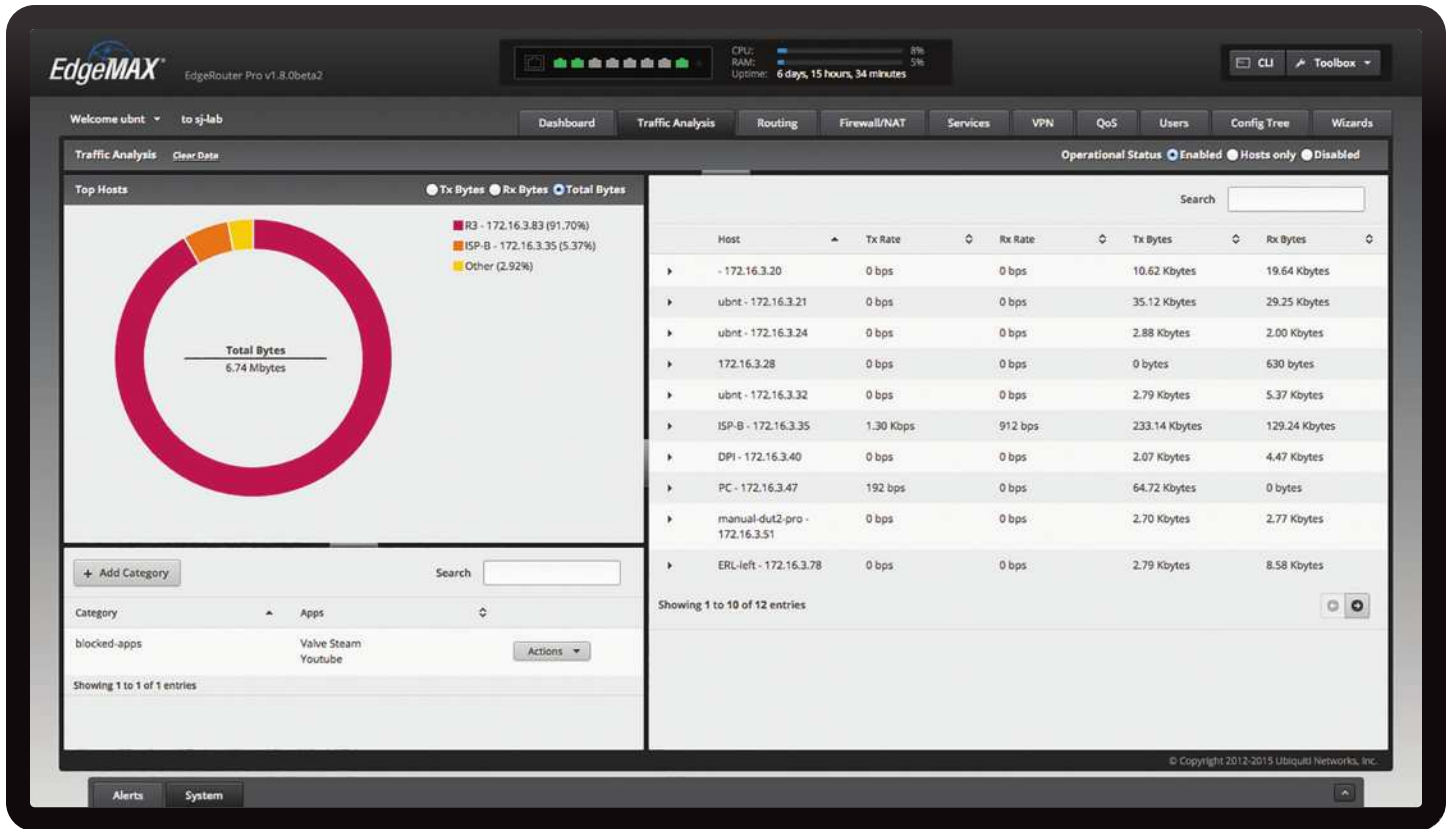 EdgeMAX
EdgeRouter Pro v1.8.0beta2
CPU: 8%
RAM: 5%
Uptime: 6 days, 15 hours, 34 minutes
CLI Toolbox
Welcome ubnt to sj-lab
Dashboard Traffic Analysis Routing Firewall/NAT Services VPN QoS Users Config Tree Wizards
Traffic Analysis Clear Data
Operational Status Enabled Hosts only Disabled
Top Hosts Tx Bytes Rx Bytes Total Bytes
R3 - 172.16.3.83 (91.70%)
ISP-B - 172.16.3.35 (5.37%)
Other (2.92%)
Total Bytes
6.74 Mbytes
+ Add Category Search
Category Apps
blocked-apps Valve Steam Actions
Youtube
Showing 1 to 1 of 1 entries
Search
Host Tx Rate Rx Rate Tx Bytes Rx Bytes
- 172.16.3.20 0 bps 0 bps 10.62 Kbytes 19.64 Kbytes
ubnt - 172.16.3.21 0 bps 0 bps 35.12 Kbytes 29.25 Kbytes
ubnt - 172.16.3.24 0 bps 0 bps 2.88 Kbytes 2.00 Kbytes
172.16.3.28 0 bps 0 bps 0 bytes 630 bytes
ubnt - 172.16.3.32 0 bps 0 bps 2.79 Kbytes 5.37 Kbytes
ISP-B - 172.16.3.35 1.30 Kbps 912 bps 233.14 Kbytes 129.24 Kbytes
DPI - 172.16.3.40 0 bps 0 bps 2.07 Kbytes 4.47 Kbytes
PC - 172.16.3.47 192 bps 0 bps 64.72 Kbytes 0 bytes
manual-dut2-pro - 0 bps 0 bps 2.70 Kbytes 2.77 Kbytes
172.16.3.51
ERL-left - 172.16.3.78 0 bps 0 bps 2.79 Kbytes 8.58 Kbytes
Showing 1 to 10 of 12 entries
© Copyright 2012-2015 Ubiquiti Networks, Inc.
Alerts System